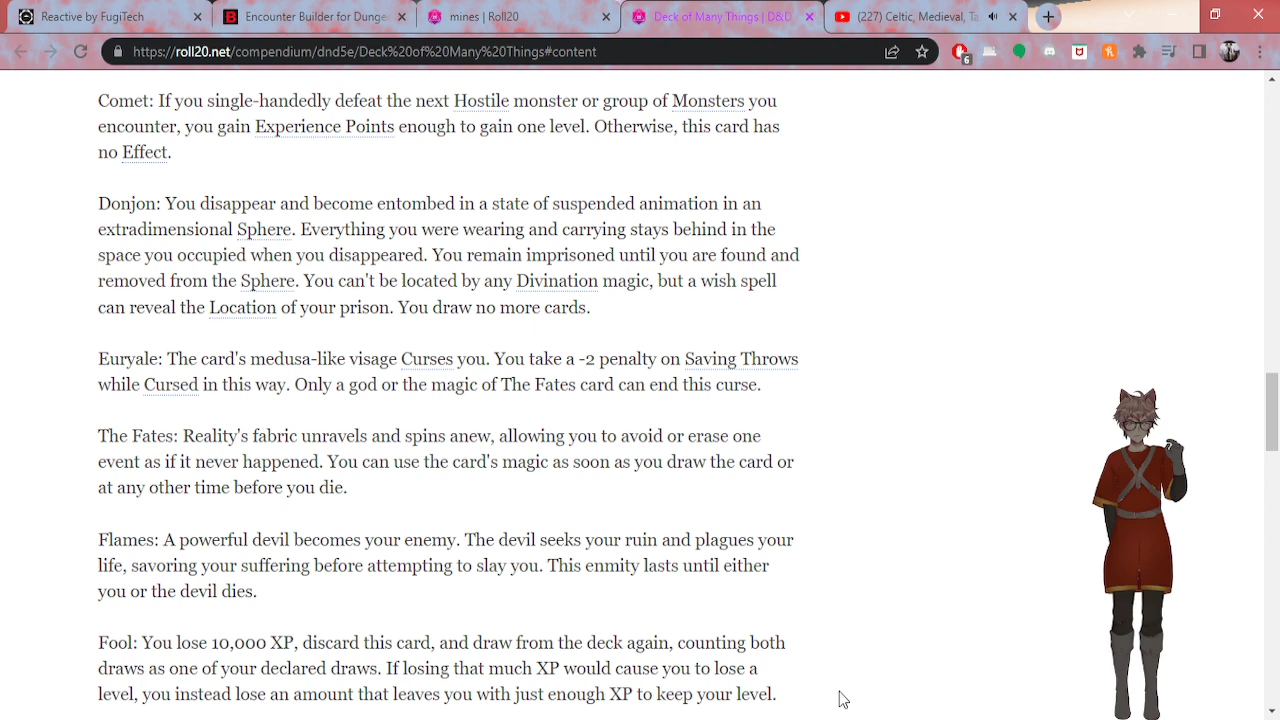 Reactive by FugiTech
Encounter Builder for Dunge
mines | Roll20
Deck of Many Things | D&D
(227) Celtic, Medieval, Ta
https://roll20.net/compendium/dnd5e/Deck%20of%20Many%20Things#content
6
Comet: If you single-handedly defeat the next Hostile monster or group of Monsters you
encounter, you gain Experience Points enough to gain one level. Otherwise, this card has
no Effect.
Donjon: You disappear and become entombed in a state of suspended animation in an
extradimensional Sphere. Everything you were wearing and carrying stays behind in the
space you occupied when you disappeared. You remain imprisoned until you are found and
removed from the Sphere. You can't be located by any Divination magic, but a wish spell
can reveal the Location of your prison. You draw no more cards.
Euryale: The card's medusa-like visage Curses you. You take a -2 penalty on Saving Throws
while Cursed in this way. Only a god or the magic of The Fates card can end this curse.
The Fates: Reality's fabric unravels and spins anew, allowing you to avoid or erase one
event as if it never happened. You can use the card's magic as soon as you draw the card or
at any other time before you die.
Flames: A powerful devil becomes your enemy. The devil seeks your ruin and plagues your
life, savoring your suffering before attempting to slay you. This enmity lasts until either
you or the devil dies.
Fool: You lose 10,000 XP, discard this card, and draw from the deck again, counting both
draws as one of your declared draws. If losing that much XP would cause you to lose a
level, you instead lose an amount that leaves you with just enough XP to keep your level.